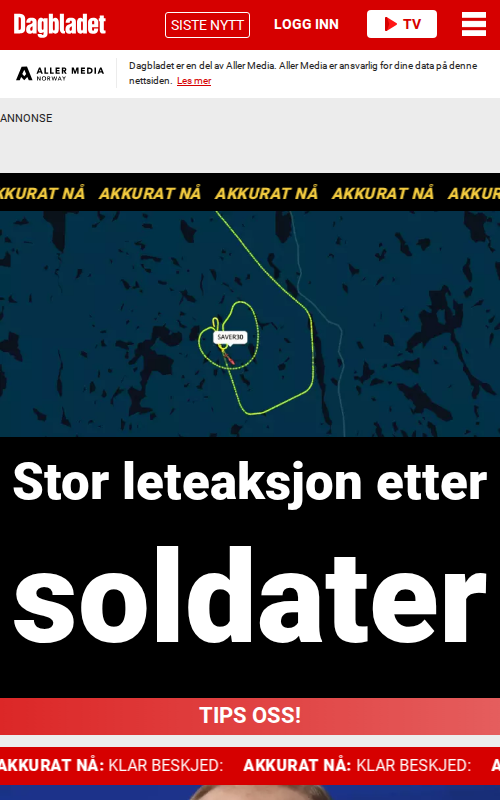 Dagbladet SISTE NYTT LOGG INN TV
ALLER MEDIA
NORWAY
Dagbladet er en del av Aller Media. Aller Media er ansvarlig for dine data på denne
nettsiden. Les mer
ANNONSE
KKURAT NÅ AKKURAT NÅ AKKURAT NÅ AKKURAT NÅ AKKUR
SAVER30
Stor leteaksjon etter
soldater
TIPS OSS!
AKKURAT NÅ: KLAR BESKJED: AKKURAT NÅ: KLAR BESKJED: A